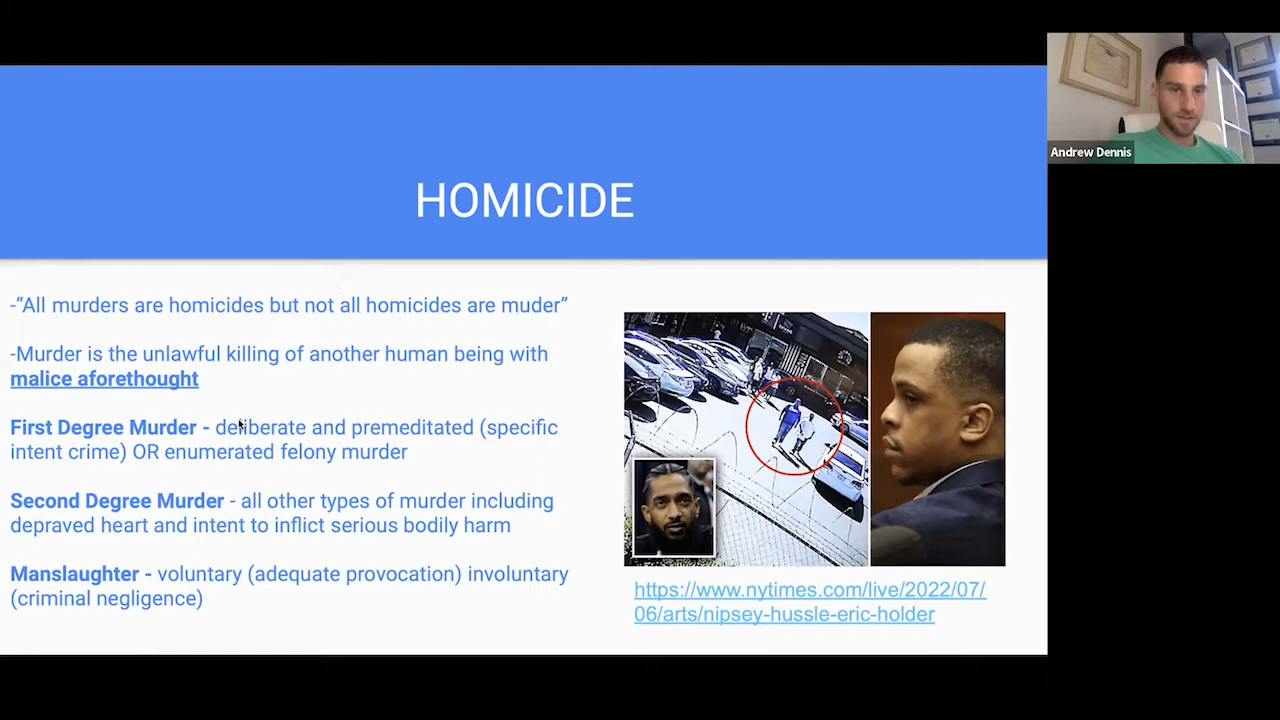 HOMICIDE
-“All murders are homicides but not all homicides are muder”
-Murder is the unlawful killing of another human being with
malice aforethought
First Degree Murder - deliberate and premeditated (specific
intent crime) OR enumerated felony murder
Second Degree Murder - all other types of murder including
depraved heart and intent to inflict serious bodily harm
Manslaughter - voluntary (adequate provocation) involuntary
(criminal negligence)
https://www.nytimes.com/live/2022/07/
06/arts/nipsey-hussle-eric-holder
Andrew Dennis